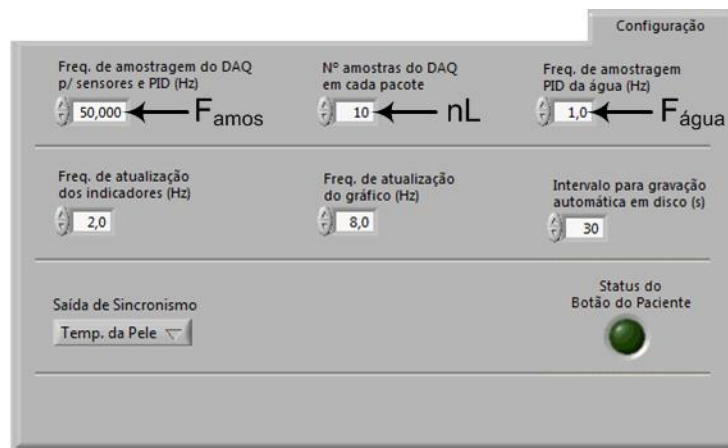 Configuração
Freq. de amostragem do DAQ
p/ sensores e PID (Hz)
50,000
Famos
Nº amostras do DAQ
em cada pacote
10
nL
Freq. de amostragem
PID da água (Hz)
1,0
Fágua
Freq. de atualização
dos indicadores (Hz)
2,0
Freq. de atualização
do gráfico (Hz)
8,0
Intervalo para gravação
automática em disco (s)
30
Saída de Sincronismo
Temp. da Pele
Status do
Botão do Paciente